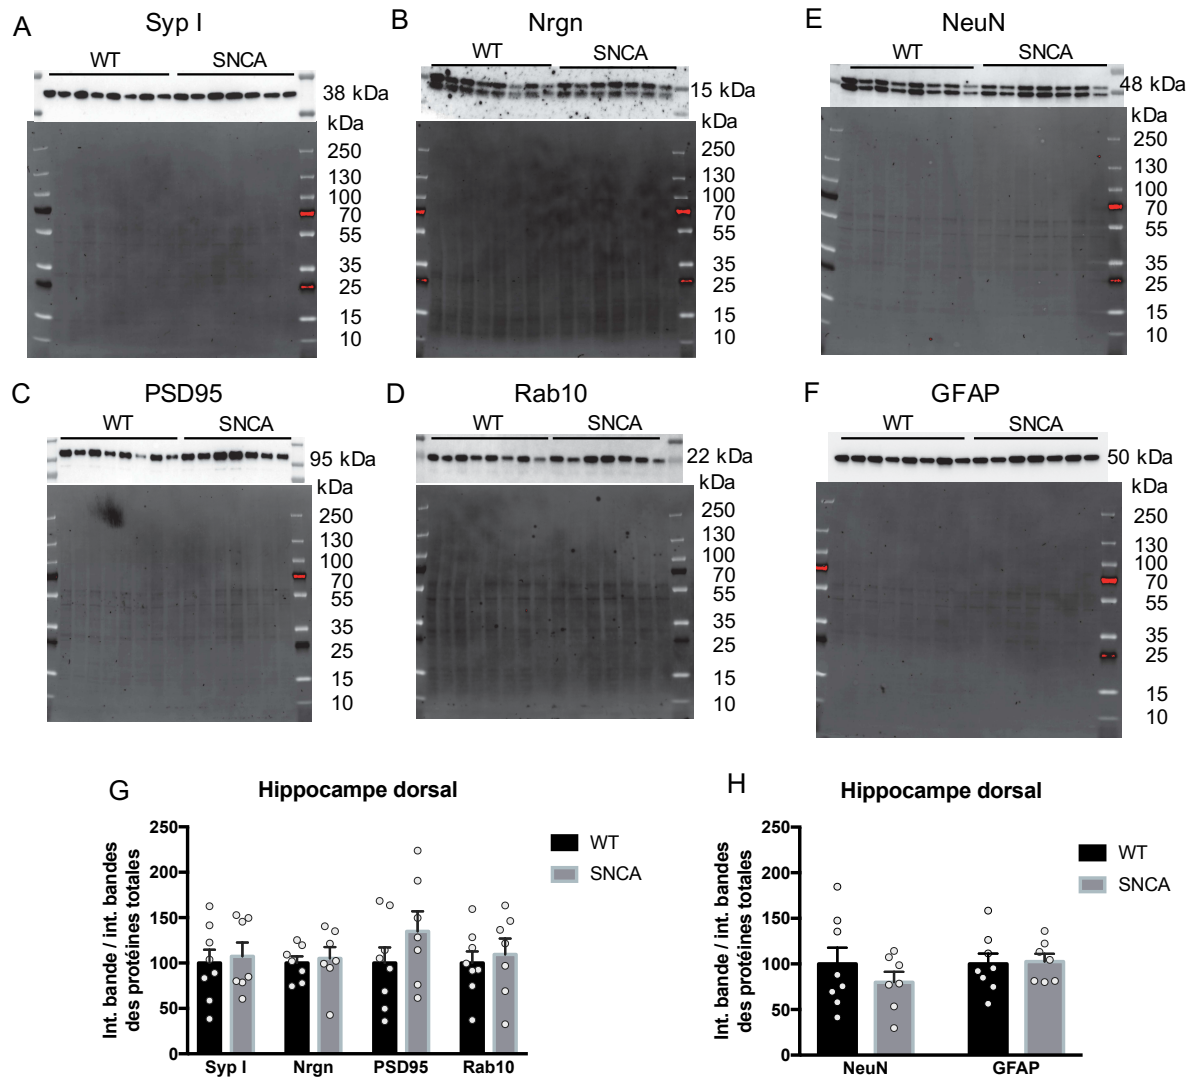 A
Syp I
WT
SNCA
38 kDa
kDa
250
130
100
70
55
35
25
15
10
B
Nrgn
WT
SNCA
15 kDa
kDa
250
130
100
70
55
35
25
15
10
E
NeuN
WT
SNCA
48 kDa
kDa
250
130
100
70
55
35
25
15
10
C
PSD95
WT
SNCA
95 kDa
kDa
250
130
100
70
55
35
25
15
10
D
Rab10
WT
SNCA
22 kDa
kDa
250
130
100
70
55
35
25
15
10
F
GFAP
WT
SNCA
50 kDa
kDa
250
130
100
70
55
35
25
15
10
G
Hippocampe dorsal
Int. bande / int. bandes
des protéines totales
250
200
150
100
50
0
Syp I
Nrgn
PSD95
Rab10
WT
SNCA
H
Hippocampe dorsal
Int. bande / int. bandes
des protéines totales
250
200
150
100
50
0
NeuN
GFAP
WT
SNCA